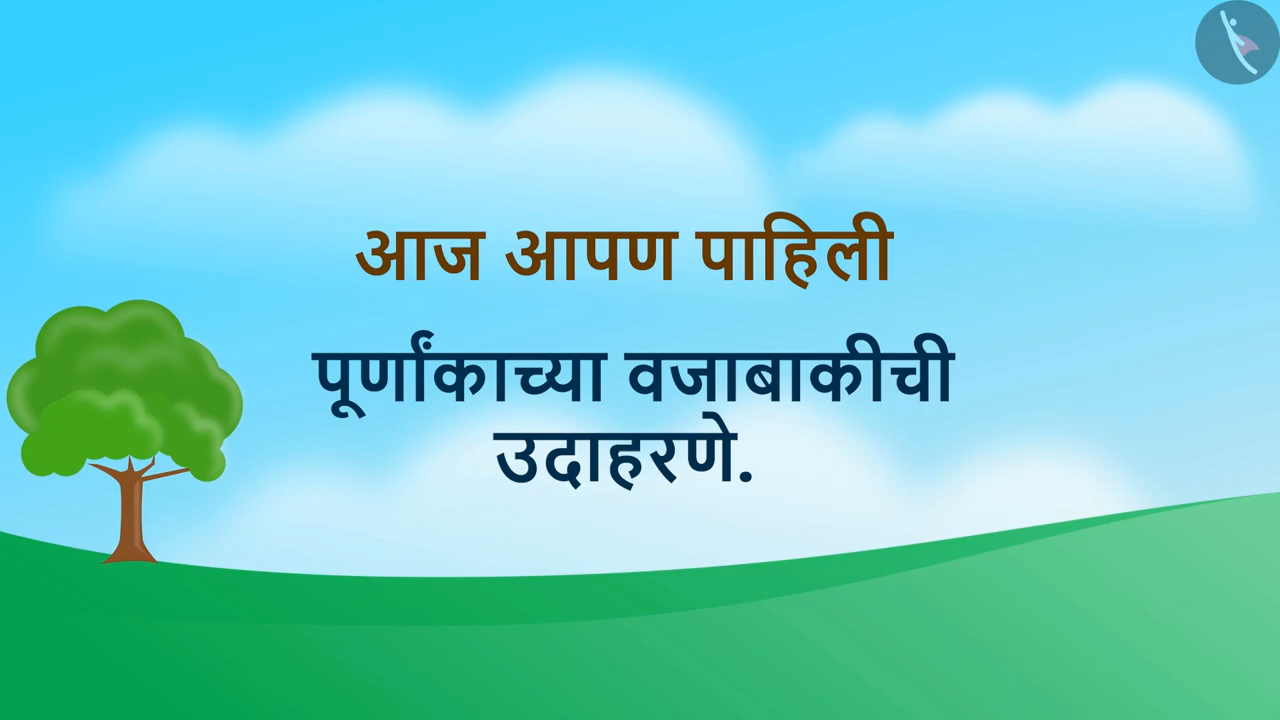 आज आपण पाहिली
पूर्णांकाच्या वजाबाकीची
उदाहरणे.